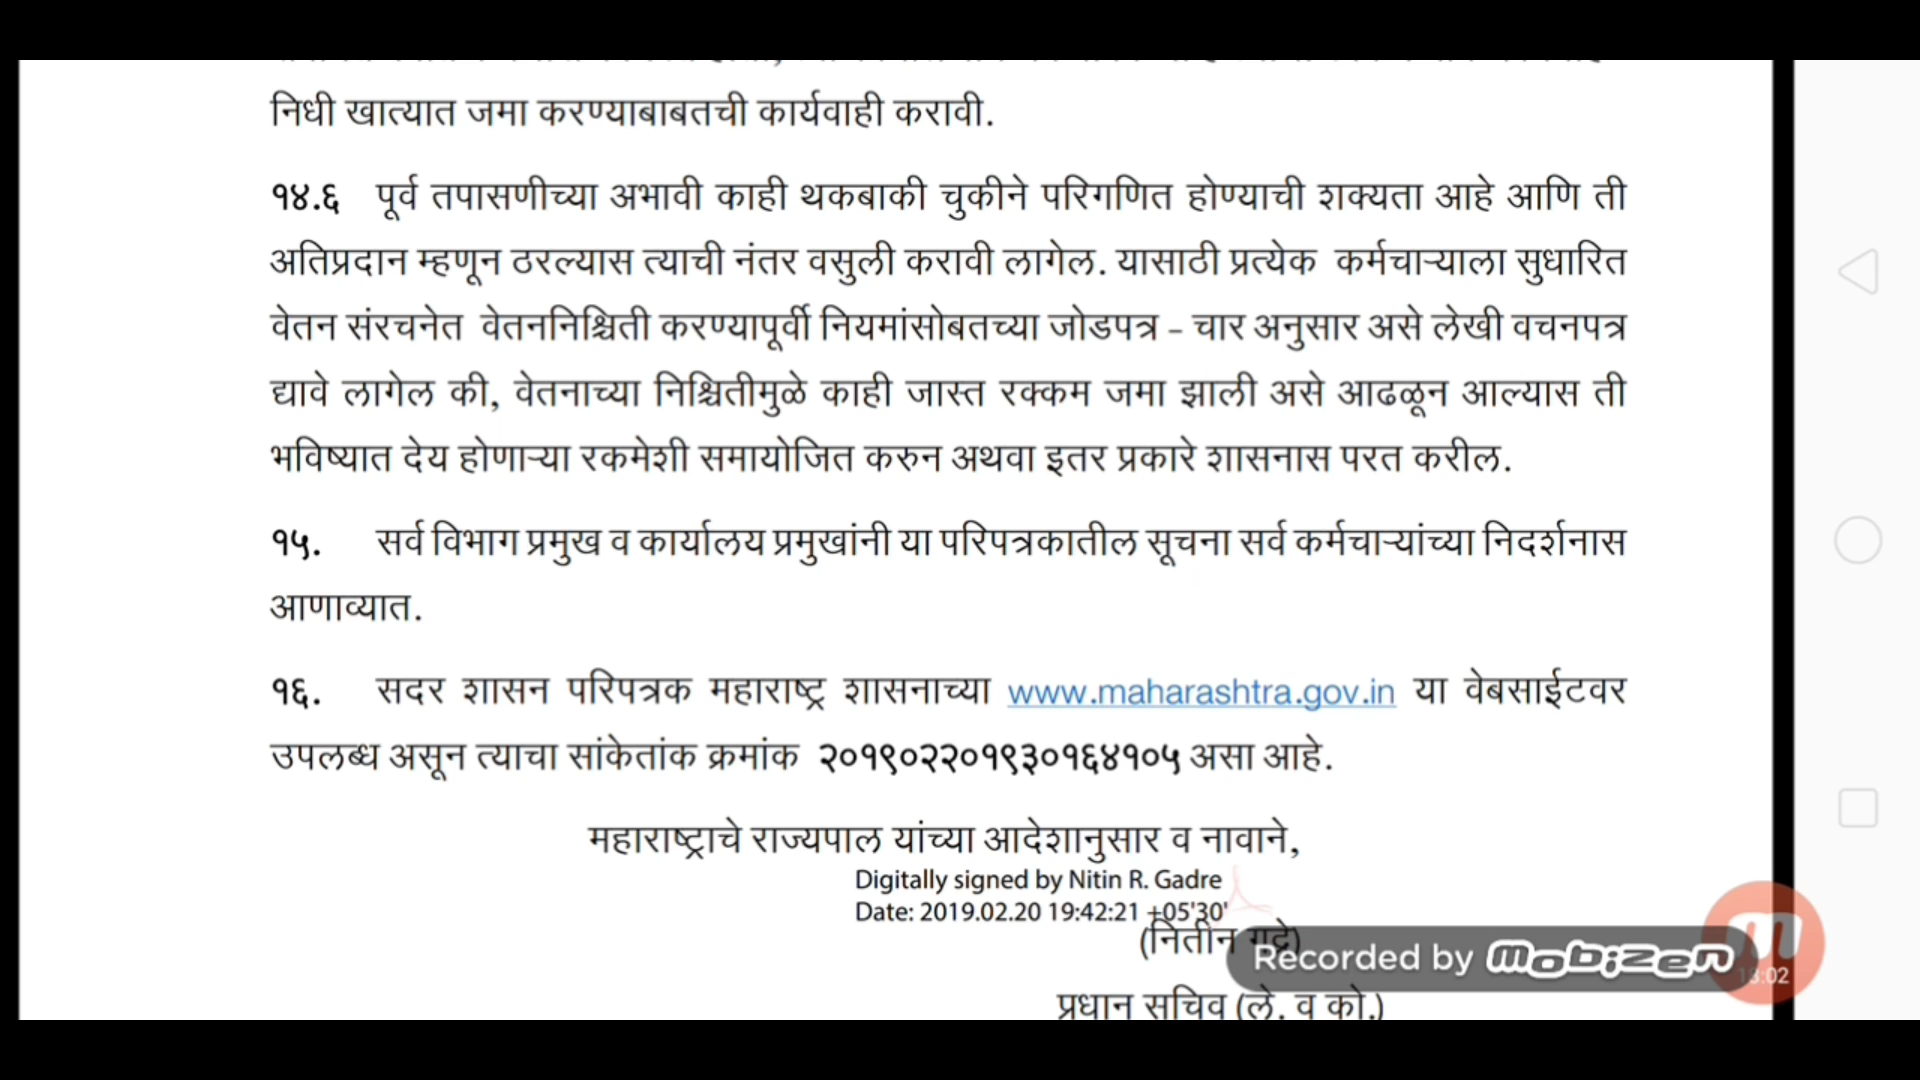 निधी खात्यात जमा करण्याबाबतची कार्यवाही करावी.
१४.६ पूर्व तपासणीच्या अभावी काही थकबाकी चुकीने परिगणित होण्याची शक्यता आहे आणि ती
अतिप्रदान म्हणून ठरल्यास त्याची नंतर वसुली करावी लागेल. यासाठी प्रत्येक कर्मचाऱ्याला सुधारित
वेतन संरचनेत वेतननिश्चिती करण्यापूर्वी नियमांसोबतच्या जोडपत्र - चार अनुसार असे लेखी वचनपत्र
द्यावे लागेल की, वेतनाच्या निश्चितीमुळे काही जास्त रक्कम जमा झाली असे आढळून आल्यास ती
भविष्यात देय होणाऱ्या रकमेशी समायोजित करुन अथवा इतर प्रकारे शासनास परत करील.
१५. सर्व विभाग प्रमुख व कार्यालय प्रमुखांनी या परिपत्रकातील सूचना सर्व कर्मचाऱ्यांच्या निदर्शनास
आणाव्यात.
१६. सदर शासन परिपत्रक महाराष्ट्र शासनाच्या www.maharashtra.gov.in या वेबसाईटवर
उपलब्ध असून त्याचा सांकेतांक क्रमांक २०१९०२२०१९३०१६४१०५ असा आहे.
महाराष्ट्राचे राज्यपाल यांच्या आदेशानुसार व नावाने,
Digitally signed by Nitin R. Gadre
Date: 2019.02.20 19:42:21 +05'30'
(नितीन गद्रे)
Recorded by mobizen
18:02
प्रधान सचिव (ले. व को.)